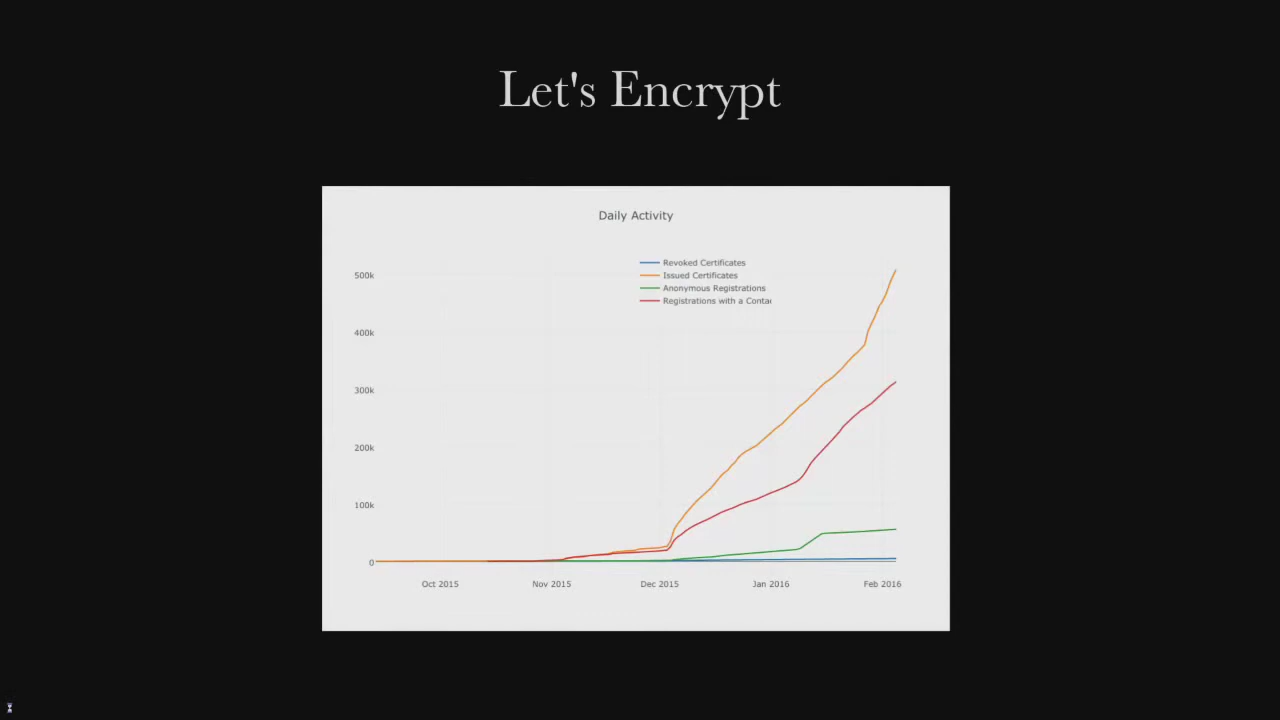 Let's Encrypt
Daily Activity
Revoked Certificates
Issued Certificates
Anonymous Registrations
Registrations with a Contac
500k
400k
300k
200k
100k
0
Oct 2015 Nov 2015 Dec 2015 Jan 2016 Feb 2016